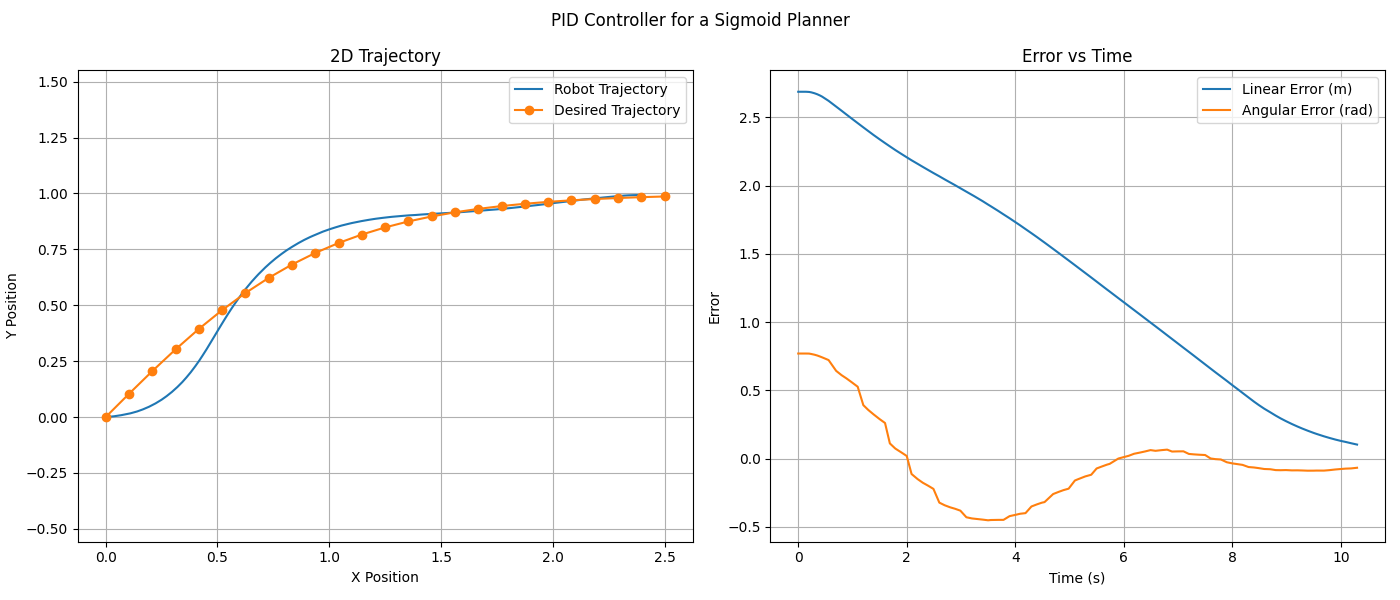 PID Controller for a Sigmoid Planner
2D Trajectory
Robot Trajectory
Desired Trajectory
1.50
1.25
1.00
0.75
0.50
0.25
0.00
−0.25
−0.50
Y Position
0.0 0.5 1.0 1.5 2.0 2.5
X Position
Error vs Time
Linear Error (m)
Angular Error (rad)
2.5
2.0
1.5
1.0
0.5
0.0
−0.5
Error
0 2 4 6 8 10
Time (s)